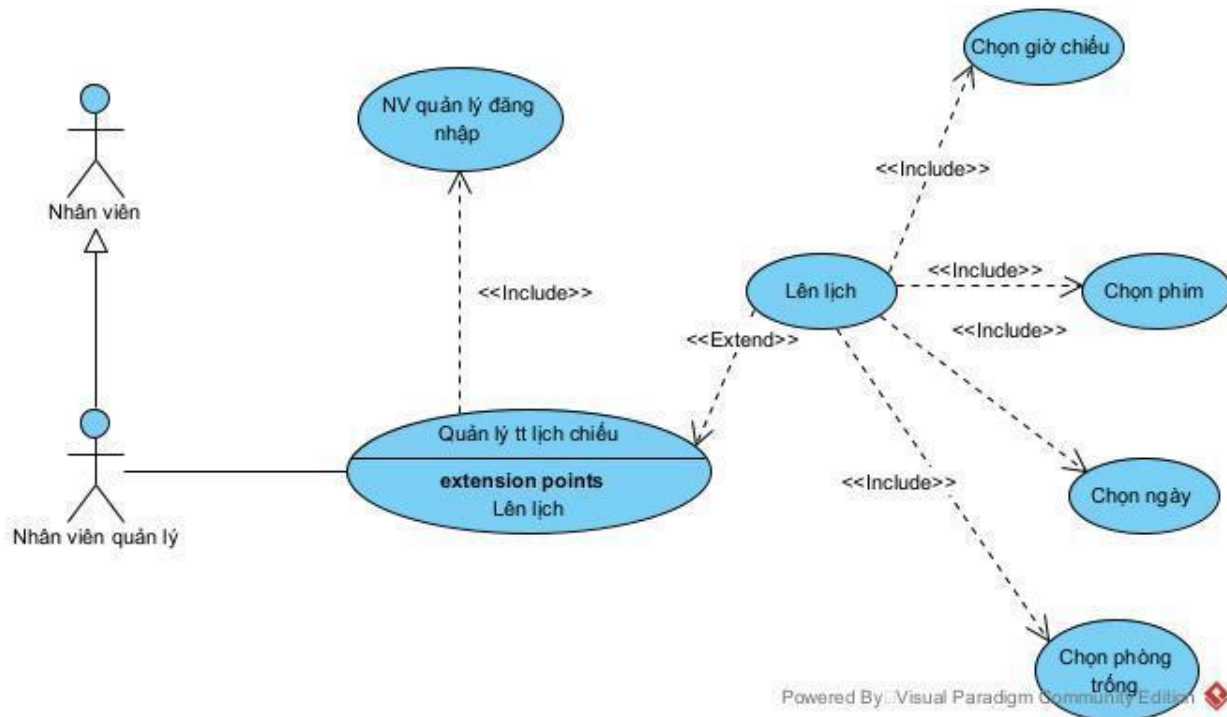 Chọn giờ chiếu
NV quản lý đăng
nhập
<<Include>>
Nhân viên
<<Include>>
Lên lịch
<<Include>>
Chọn phim
<<Include>>
<<Extend>>
Quản lý tt lịch chiếu
extension points
Lên lịch
<<Include>>
Chọn ngày
Nhân viên quản lý
Chọn phòng
trống
Powered By Visual Paradigm Community Edition